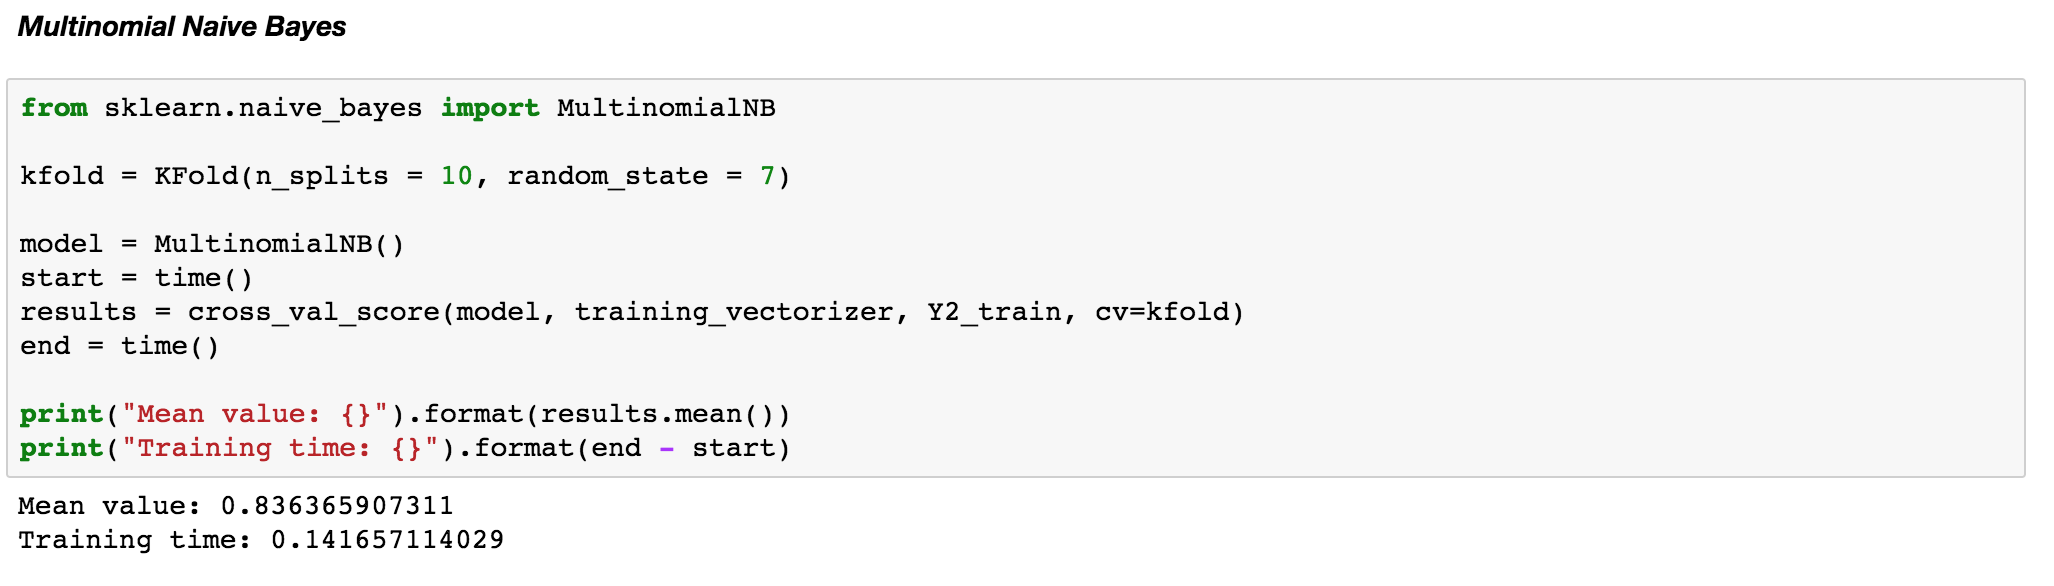 Multinomial Naive Bayes
from sklearn.naive_bayes import MultinomialNB
kfold = KFold(n_splits = 10, random_state = 7)
model = MultinomialNB()
start = time()
results = cross_val_score(model, training_vectorizer, Y2_train, cv=kfold)
end = time()
print("Mean value: {}").format(results.mean())
print("Training time: {}").format(end - start)
Mean value: 0.836365907311
Training time: 0.141657114029